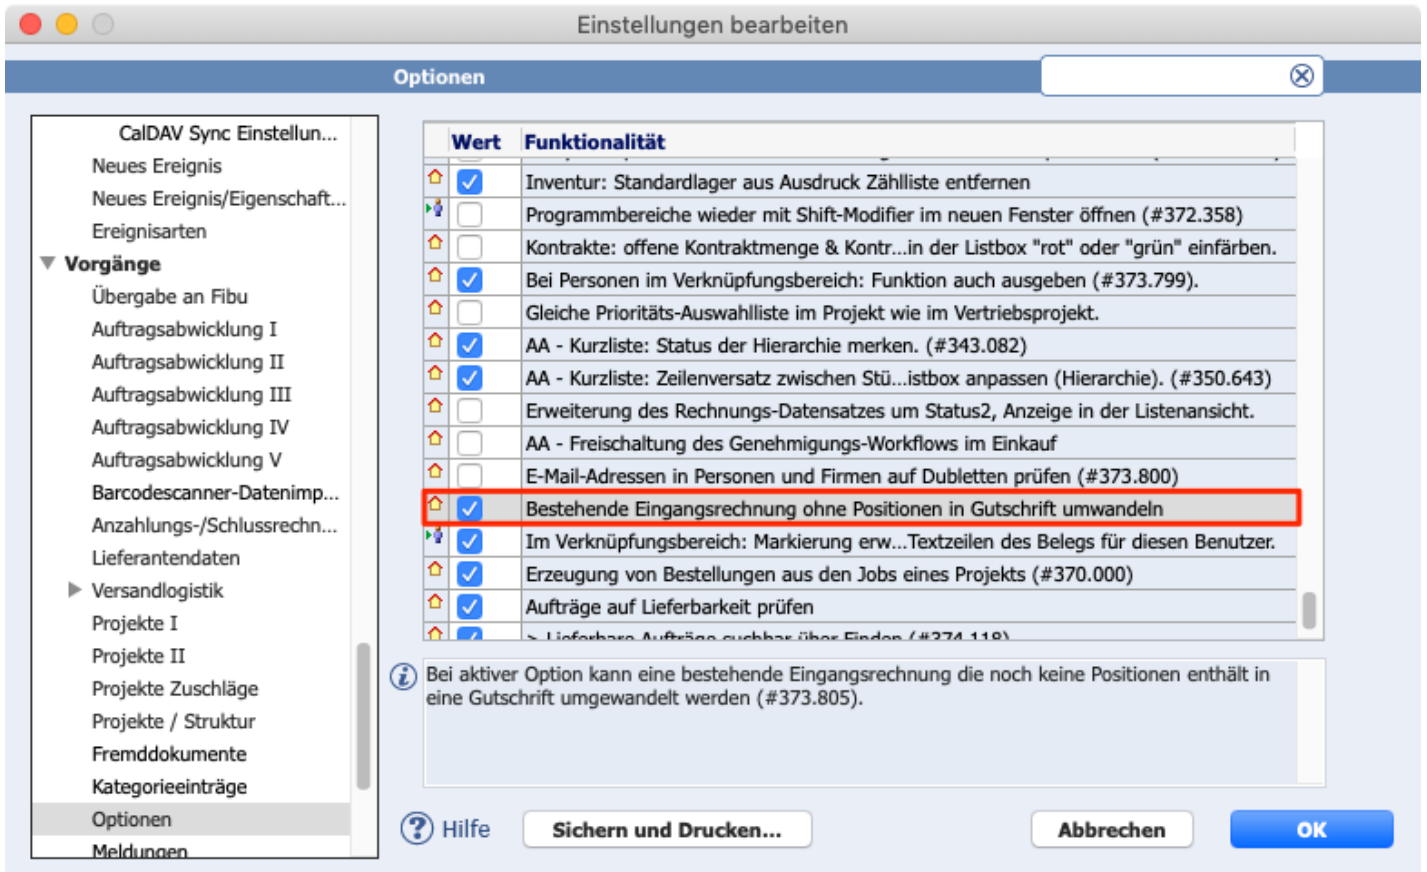 Einstellungen bearbeiten
Optionen
CalDAV Sync Einstellun...
Neues Ereignis
Neues Ereignis/Eigenschaft...
Ereignisarten
Vorgänge
Übergabe an Fibu
Auftragsabwicklung I
Auftragsabwicklung II
Auftragsabwicklung III
Auftragsabwicklung IV
Auftragsabwicklung V
Barcodescanner-Datenimp...
Anzahlungs-/Schlussrechn...
Lieferantendaten
Versandlogistik
Projekte I
Projekte II
Projekte Zuschläge
Projekte / Struktur
Fremddokumente
Kategorieeinträge
Optionen
Meldungen
Wert Funktionalität
Inventur: Standardlager aus Ausdruck Zählliste entfernen
Programmbereiche wieder mit Shift-Modifier im neuen Fenster öffnen (#372.358)
Kontrakte: offene Kontraktmenge & Kontr...in der Listbox "rot" oder "grün" einfärben.
Bei Personen im Verknüpfungsbereich: Funktion auch ausgeben (#373.799).
Gleiche Prioritäts-Auswahlliste im Projekt wie im Vertriebsprojekt.
AA - Kurzliste: Status der Hierarchie merken. (#343.082)
AA - Kurzliste: Zeilenversatz zwischen Stü...istbox anpassen (Hierarchie). (#350.643)
Erweiterung des Rechnungs-Datensatzes um Status2, Anzeige in der Listenansicht.
AA - Freischaltung des Genehmigungs-Workflows im Einkauf
E-Mail-Adressen in Personen und Firmen auf Dubletten prüfen (#373.800)
Bestehende Eingangsrechnung ohne Positionen in Gutschrift umwandeln
Im Verknüpfungsbereich: Markierung erw...Textzeilen des Belegs für diesen Benutzer.
Erzeugung von Bestellungen aus den Jobs eines Projekts (#370.000)
Aufträge auf Lieferbarkeit prüfen
> Lieferbare Aufträge suchbar über Finden (#374.118)
Bei aktiver Option kann eine bestehende Eingangsrechnung die noch keine Positionen enthält in
eine Gutschrift umgewandelt werden (#373.805).
Hilfe
Sichern und Drucken...
Abbrechen
OK